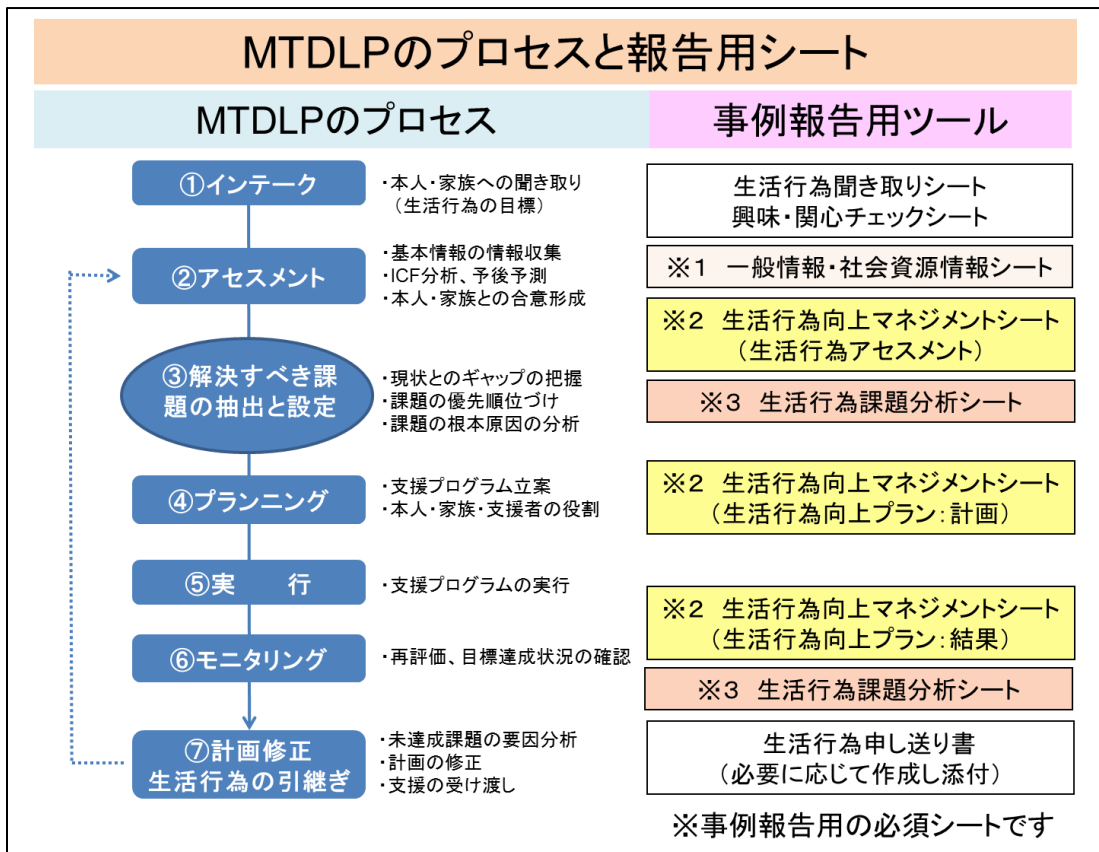 MTDLPのプロセスと報告用シート
MTDLPのプロセス
事例報告用ツール
①インテーク
・本人・家族への聞き取り
（生活行為の目標）
生活行為聞き取りシート
興味・関心チェックシート
②アセスメント
・基本情報の情報収集
・ICF分析、予後予測
・本人・家族との合意形成
※１ 一般情報・社会資源情報シート
※２ 生活行為向上マネジメントシート
（生活行為アセスメント）
③解決すべき課
題の抽出と設定
・現状とのギャップの把握
・課題の優先順位づけ
・課題の根本原因の分析
※３ 生活行為課題分析シート
④プランニング
・支援プログラム立案
・本人・家族・支援者の役割
※２ 生活行為向上マネジメントシート
（生活行為向上プラン：計画）
⑤実　　行
・支援プログラムの実行
※２ 生活行為向上マネジメントシート
（生活行為向上プラン：結果）
⑥モニタリング
・再評価、目標達成状況の確認
※３ 生活行為課題分析シート
⑦計画修正
生活行為の引継ぎ
・未達成課題の要因分析
・計画の修正
・支援の受け渡し
生活行為申し送り書
（必要に応じて作成し添付）
※事例報告用の必須シートです